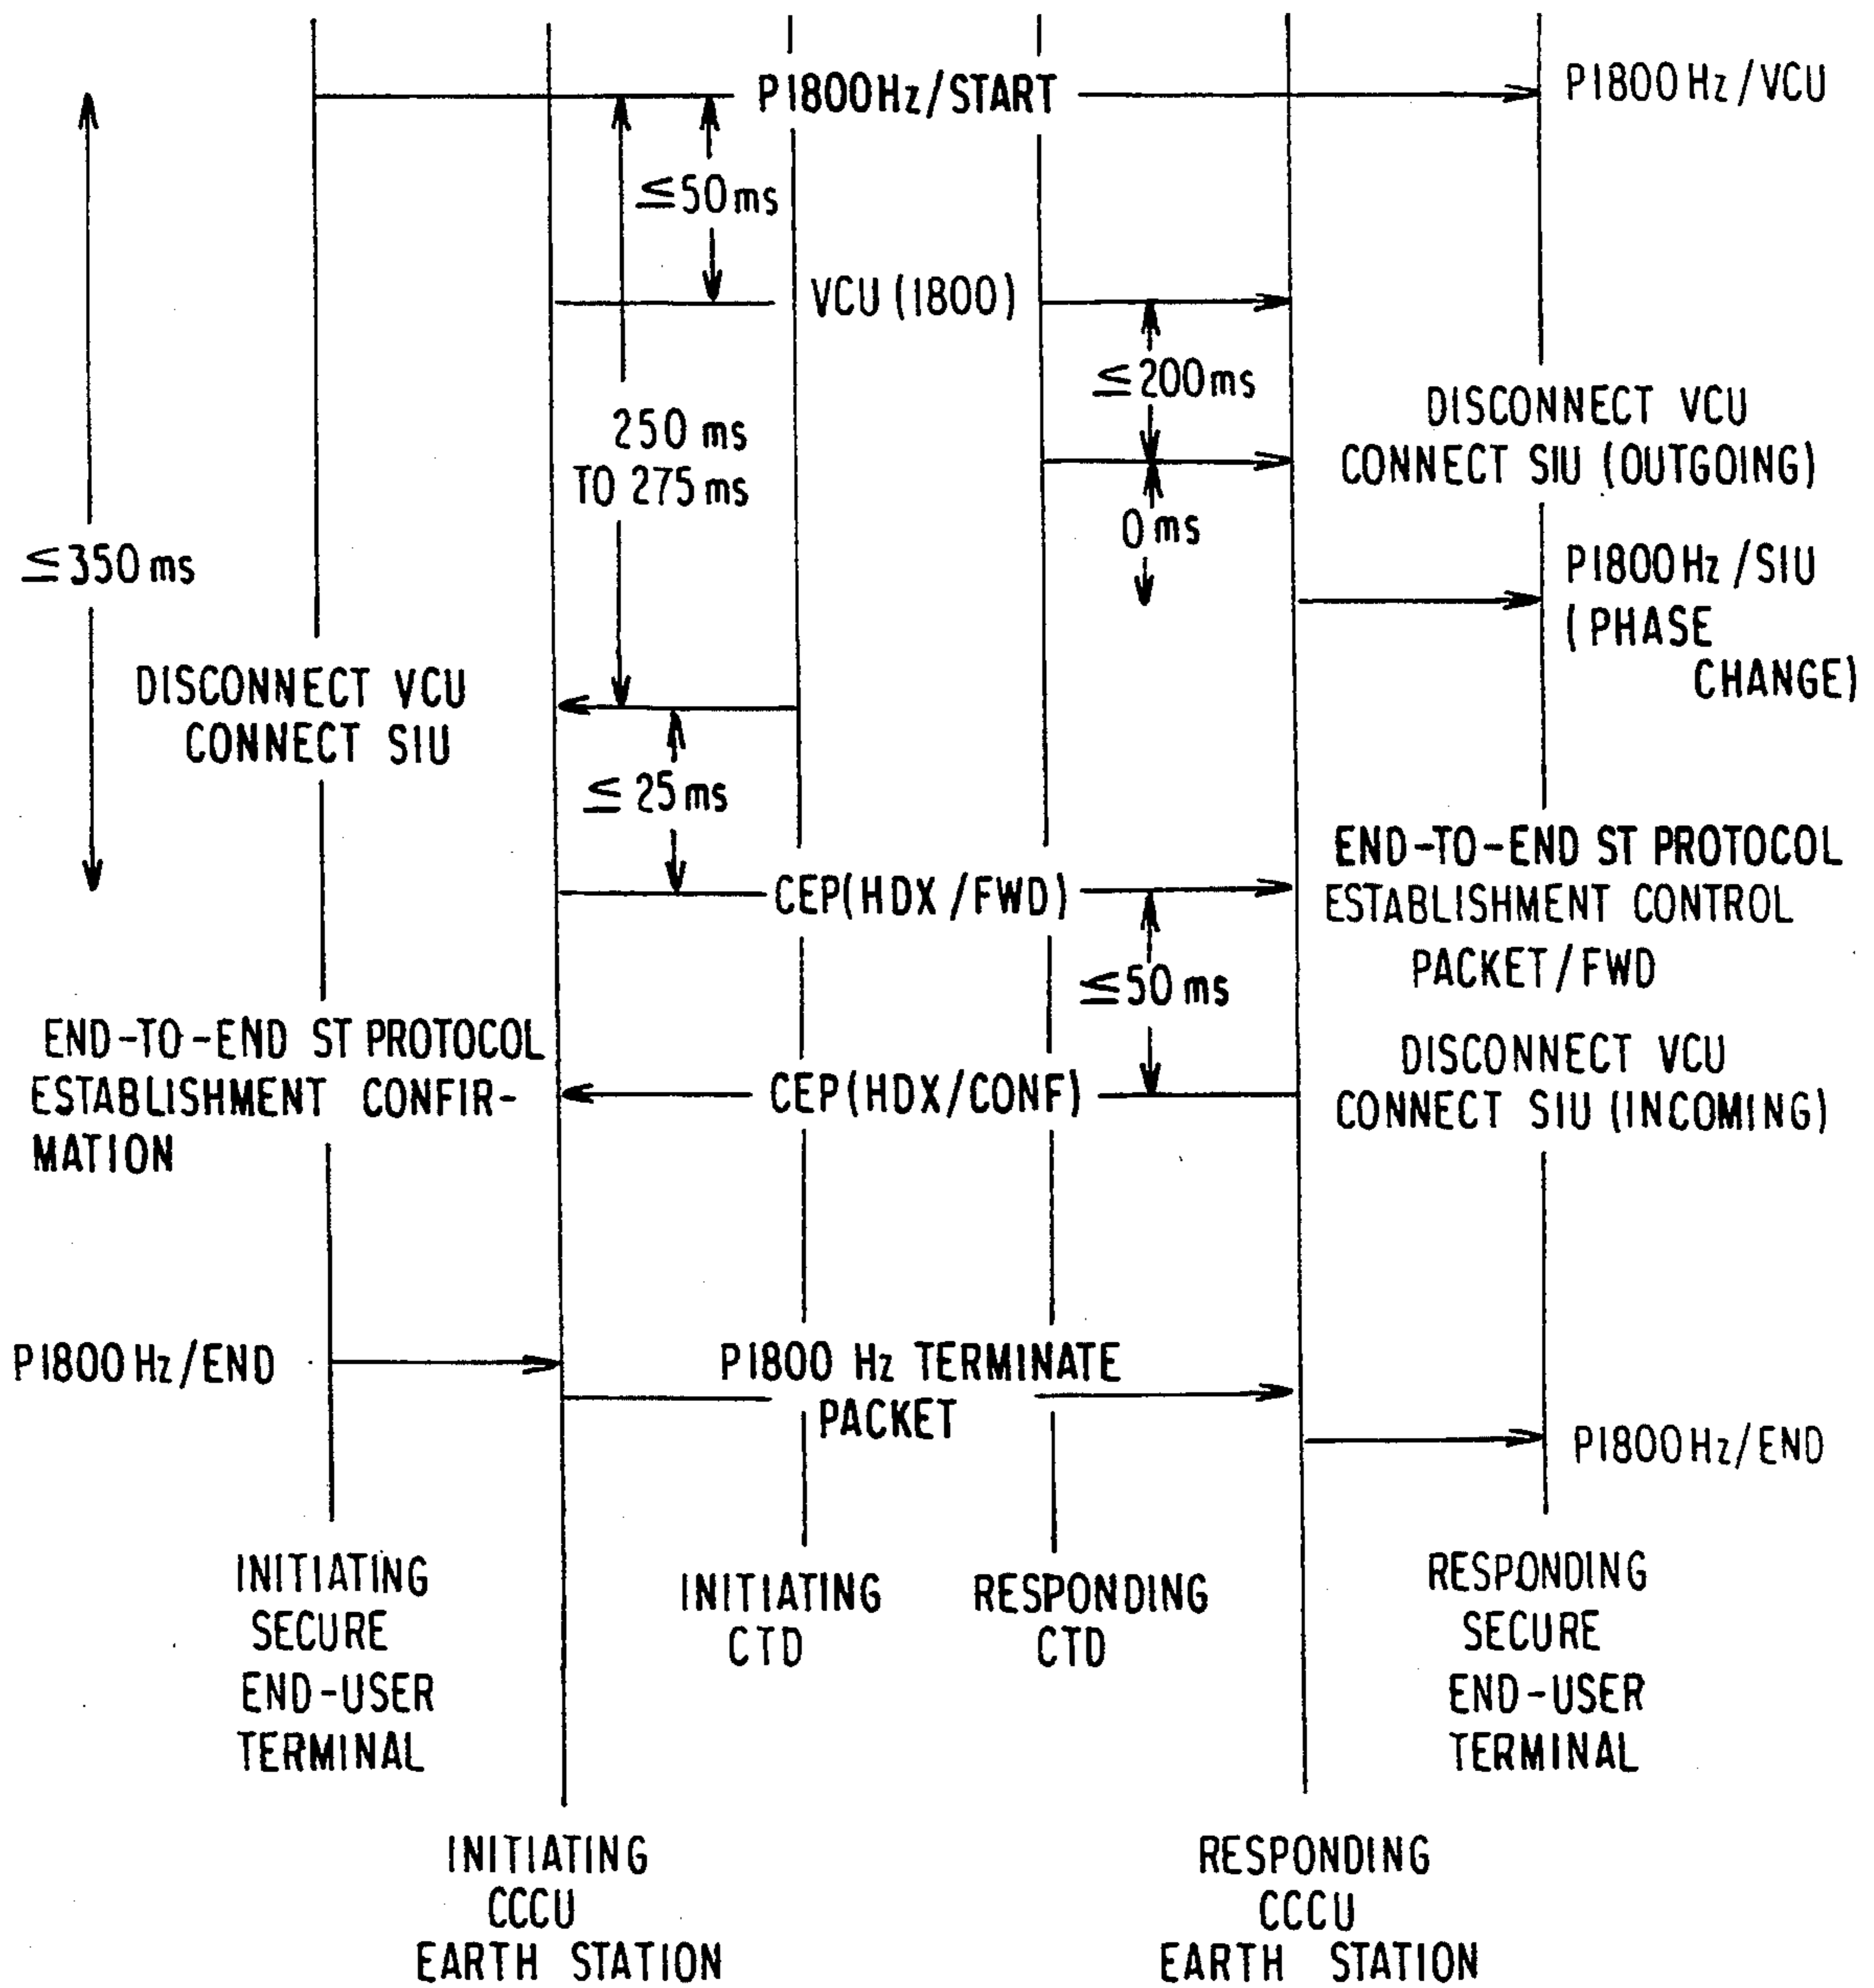 P1800Hz/START
P1800Hz/VCU
≤50ms
VCU (1800)
≤200ms
DISCONNECT VCU
CONNECT SIU (OUTGOING)
250 ms
TO 275 ms
0ms
≤350ms
P1800Hz/SIU
(PHASE
CHANGE)
DISCONNECT VCU
CONNECT SIU
≤25ms
CEP(HDX/FWD)
END-TO-END ST PROTOCOL
ESTABLISHMENT CONTROL
PACKET/FWD
≤50ms
END-TO-END ST PROTOCOL
ESTABLISHMENT CONFIR-
MATION
CEP(HDX/CONF)
DISCONNECT VCU
CONNECT SIU (INCOMING)
P1800Hz/END
P1800 Hz TERMINATE
PACKET
P1800Hz/END
INITIATING
SECURE
END-USER
TERMINAL
INITIATING
CTD
RESPONDING
CTD
RESPONDING
SECURE
END-USER
TERMINAL
INITIATING
CCCU
EARTH STATION
RESPONDING
CCCU
EARTH STATION